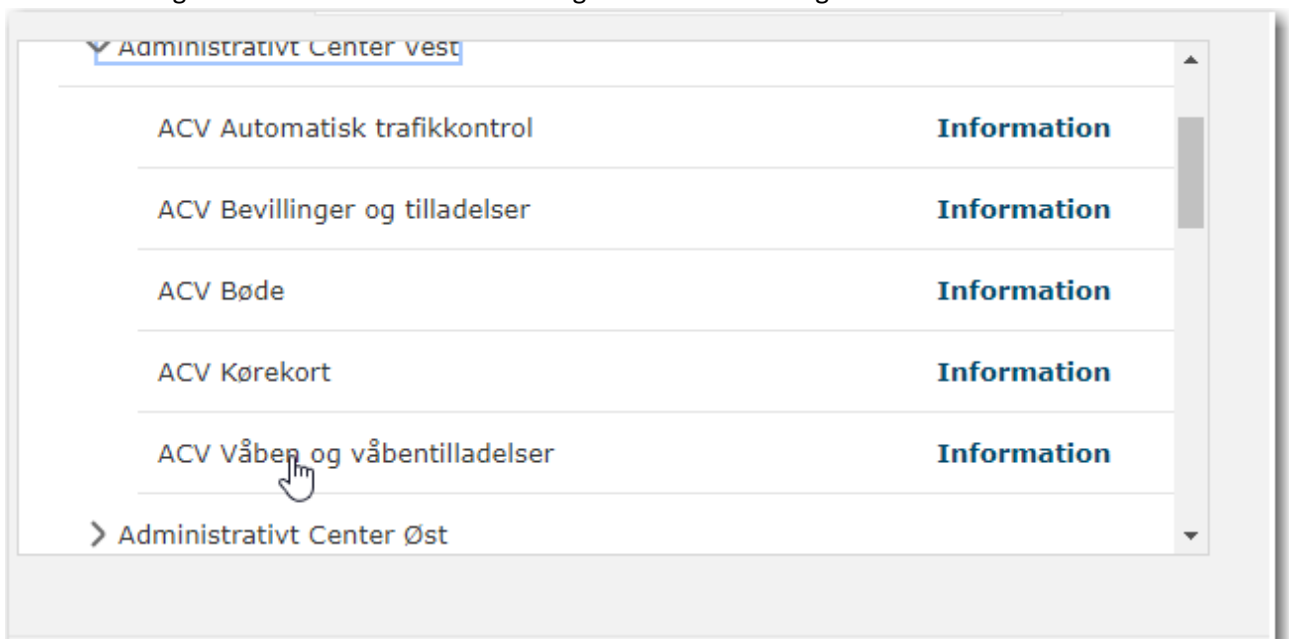 Administrativt Center Vest
ACV Automatisk trafikkontrol Information
ACV Bevillinger og tilladelser Information
ACV Bøde Information
ACV Kørekort Information
ACV Våben og våbentilladelser Information
Administrativt Center Øst